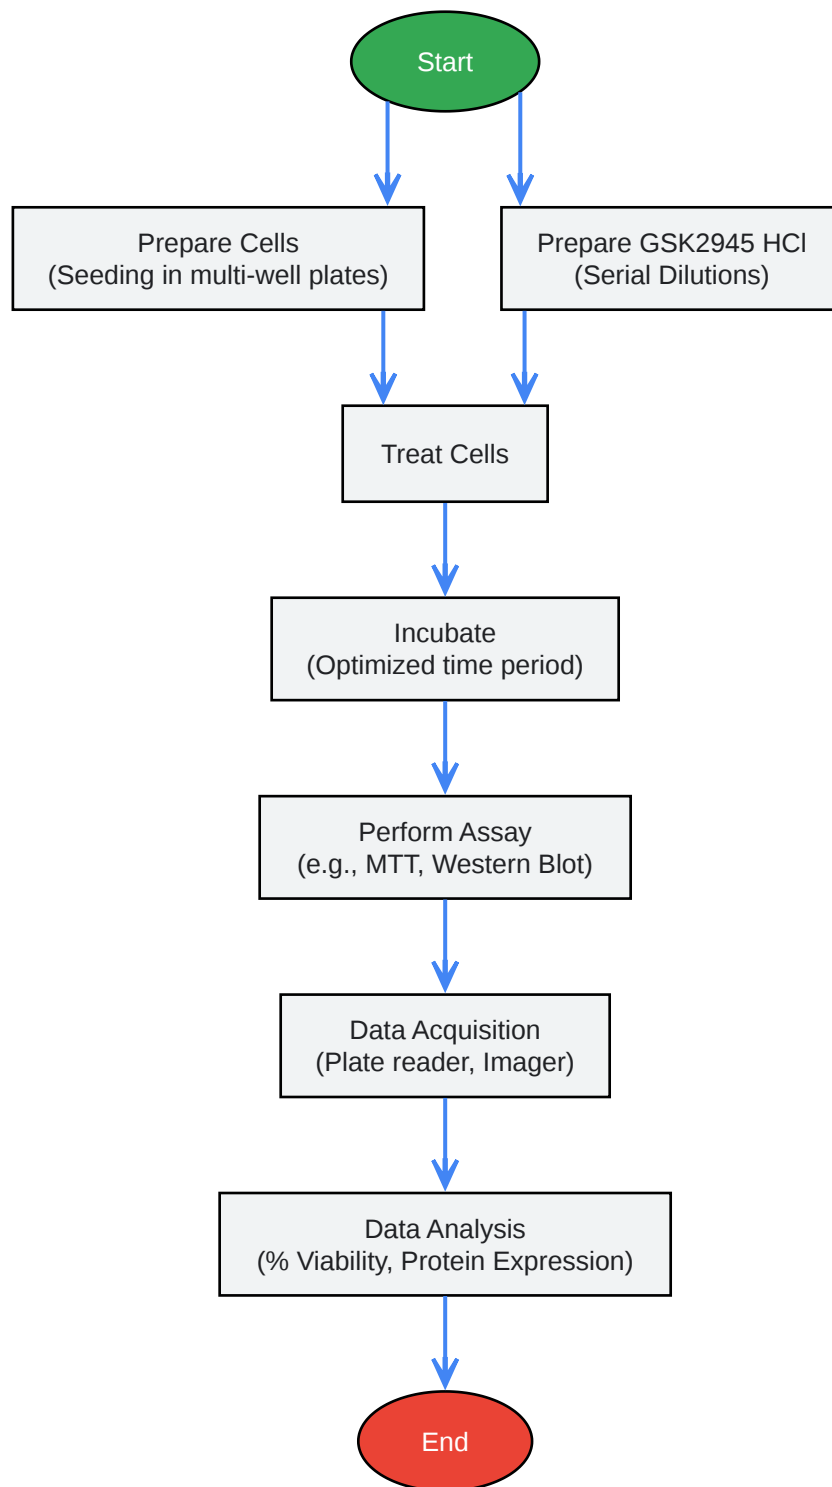 Start
Prepare Cells
(Seeding in multi-well plates)
Prepare GSK2945 HCl
(Serial Dilutions)
Treat Cells
Incubate
(Optimized time period)
Perform Assay
(e.g., MTT, Western Blot)
Data Acquisition
(Plate reader, Imager)
Data Analysis
(% Viability, Protein Expression)
End